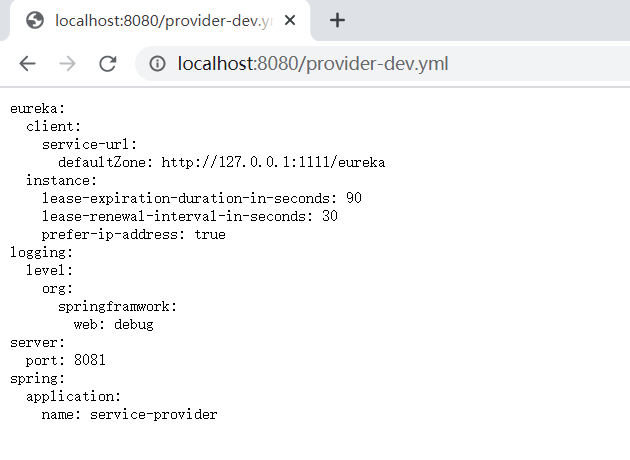 localhost:8080/provider-dev.y
localhost:8080/provider-dev.yml
eureka:
  client:
    service-url:
      defaultZone: http://127.0.0.1:1111/eureka
  instance:
    lease-expiration-duration-in-seconds: 90
    lease-renewal-interval-in-seconds: 30
    prefer-ip-address: true
logging:
  level:
    org:
      springframwork:
        web: debug
server:
  port: 8081
spring:
  application:
    name: service-provider